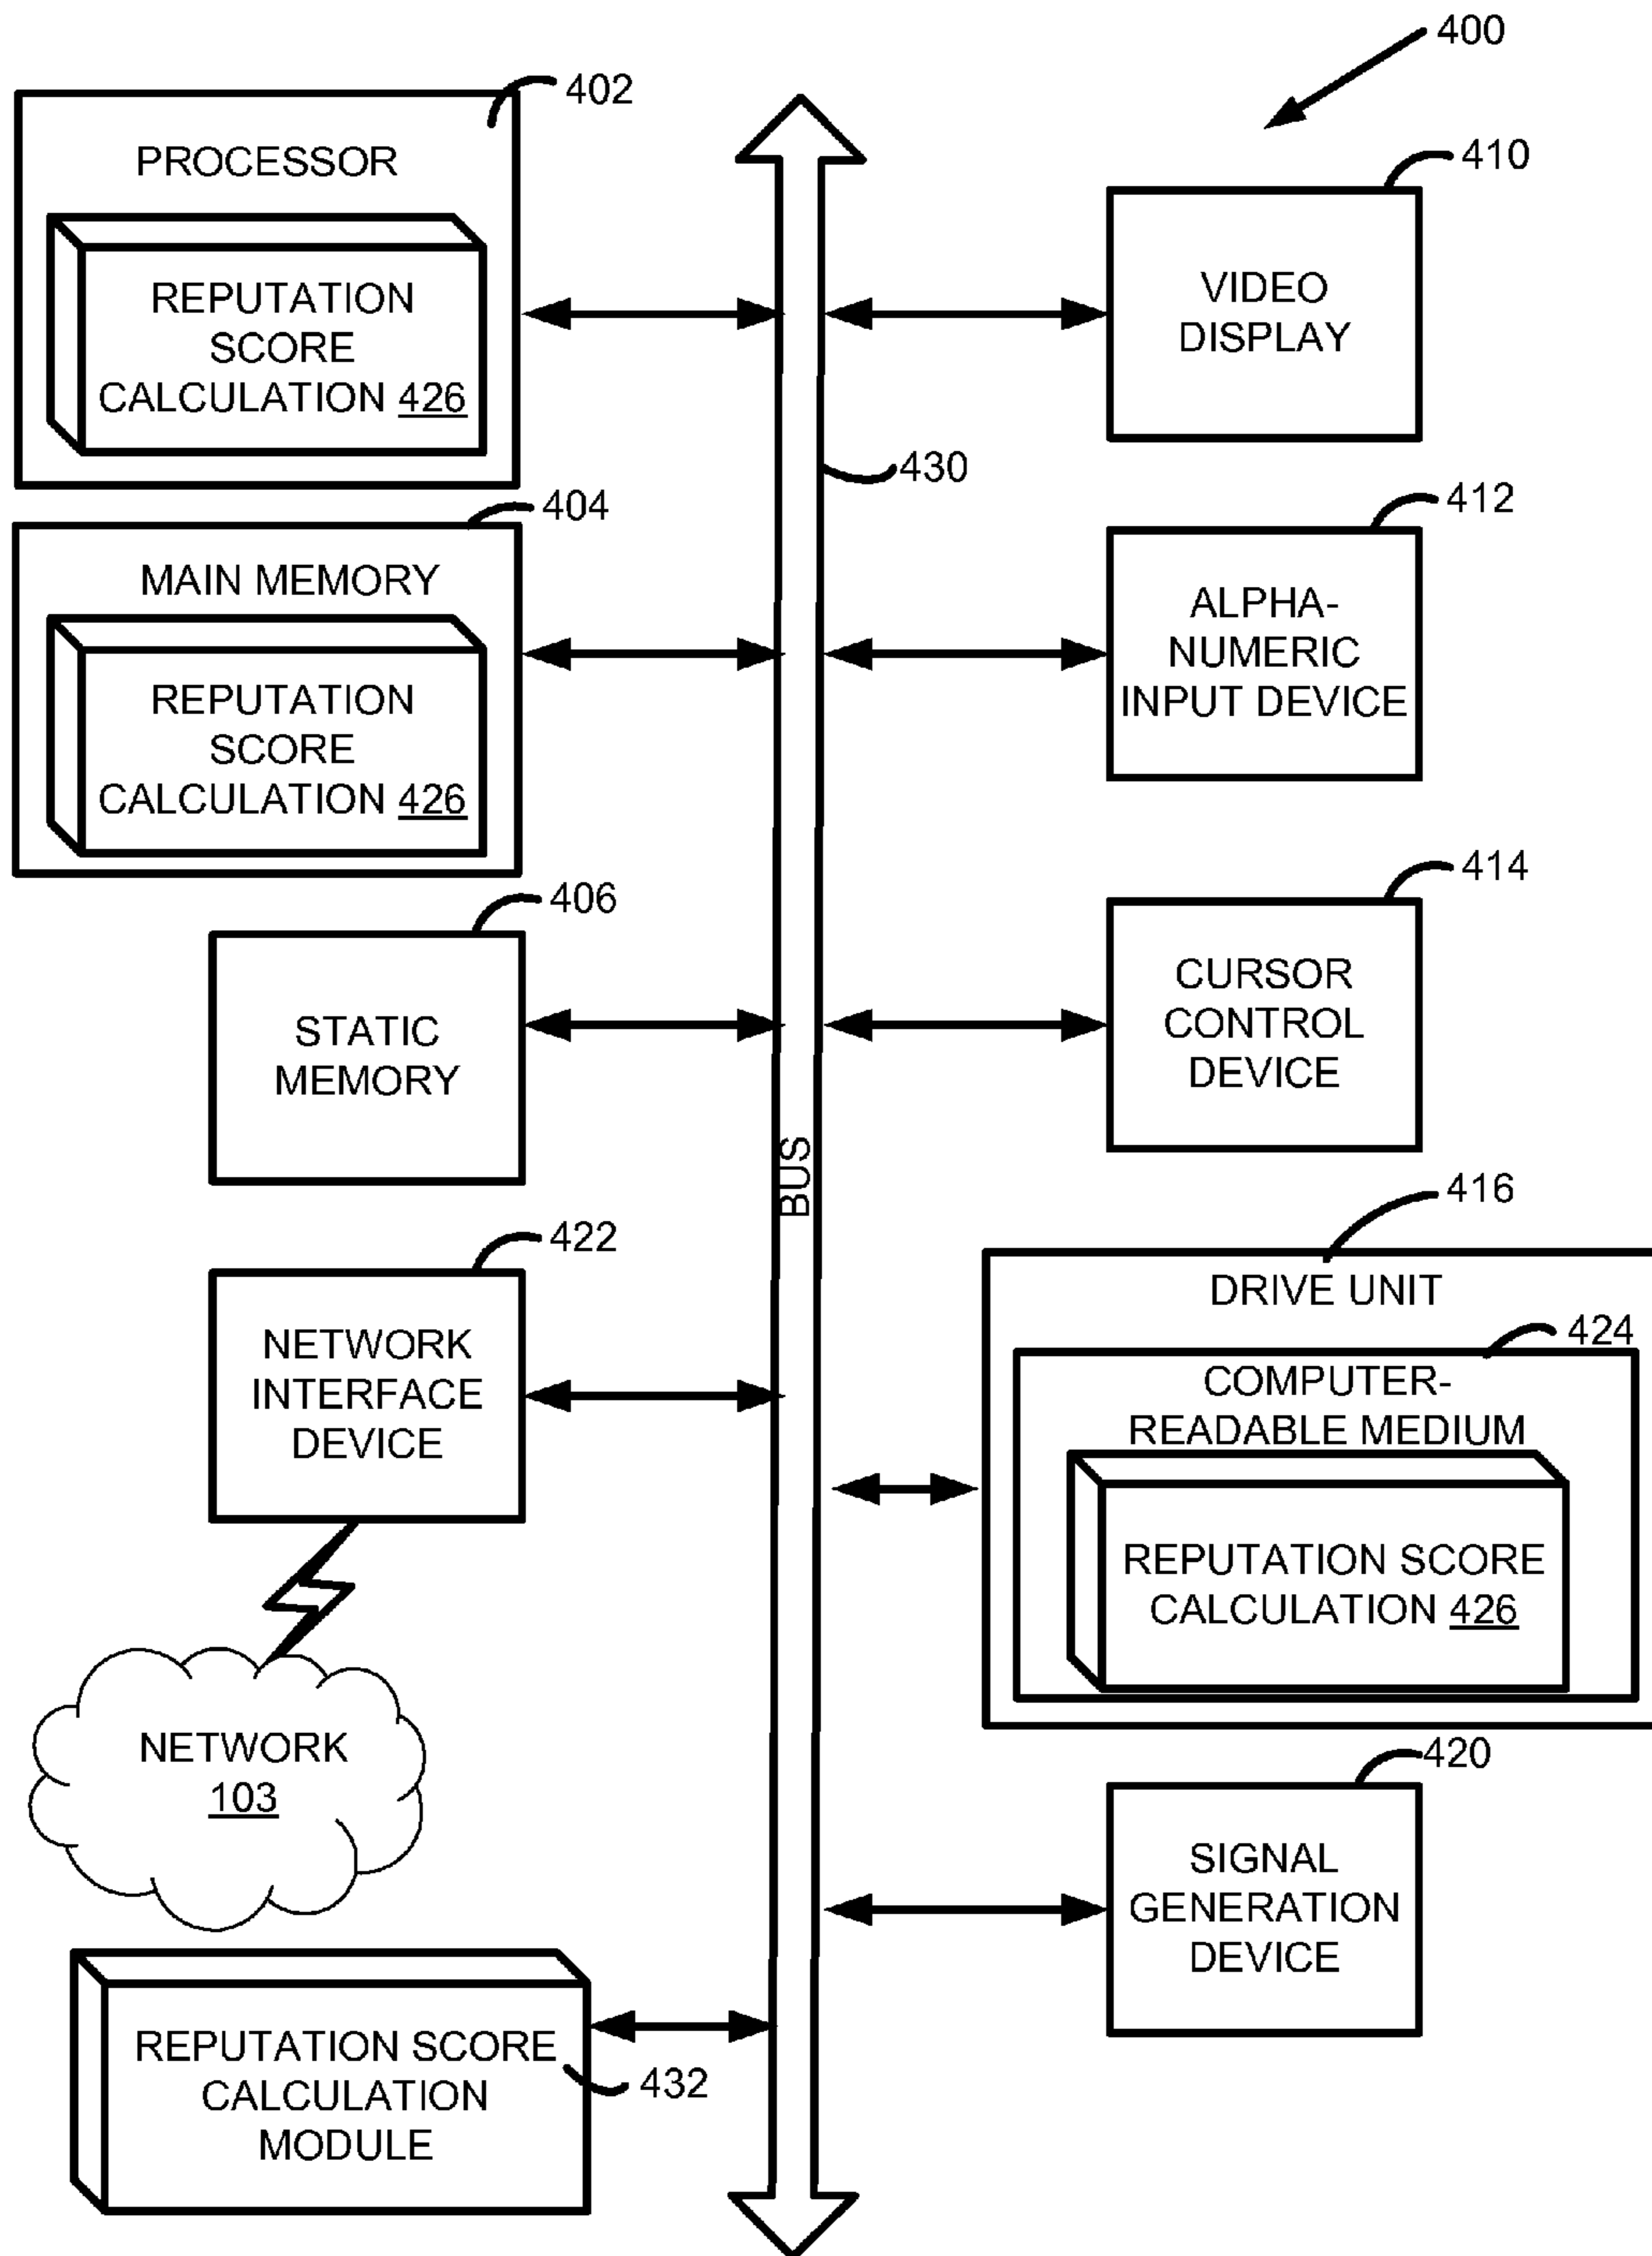 400
402
PROCESSOR
REPUTATION
SCORE
CALCULATION 426
404
MAIN MEMORY
REPUTATION
SCORE
CALCULATION 426
406
STATIC
MEMORY
422
NETWORK
INTERFACE
DEVICE
NETWORK
103
REPUTATION SCORE
CALCULATION
MODULE
432
BUS
430
410
VIDEO
DISPLAY
412
ALPHA-
NUMERIC
INPUT DEVICE
414
CURSOR
CONTROL
DEVICE
416
DRIVE UNIT
424
COMPUTER-
READABLE MEDIUM
REPUTATION SCORE
CALCULATION 426
420
SIGNAL
GENERATION
DEVICE